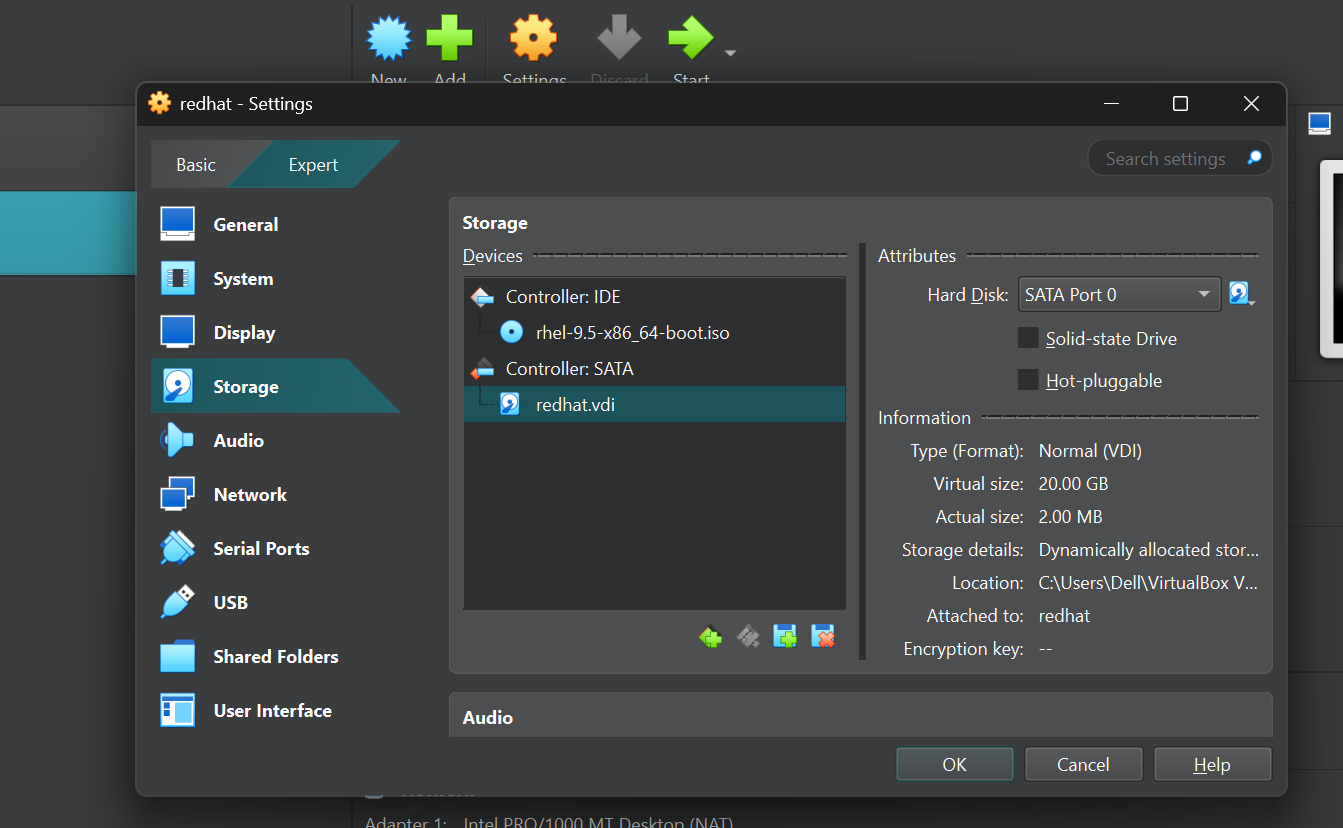 New Add Settings Discard Start
redhat - Settings
Basic Expert
Search settings
General
System
Display
Storage
Audio
Network
Serial Ports
USB
Shared Folders
User Interface
Storage
Devices
Controller: IDE
rhel-9.5-x86_64-boot.iso
Controller: SATA
redhat.vdi
Attributes
Hard Disk: SATA Port 0
Solid-state Drive
Hot-pluggable
Information
Type (Format): Normal (VDI)
Virtual size: 20.00 GB
Actual size: 2.00 MB
Storage details: Dynamically allocated stor...
Location: C:\Users\Dell\VirtualBox V...
Attached to: redhat
Encryption key: --
Audio
OK Cancel Help
Adapter 1: Intel PRO/1000 MT Desktop (NAT)